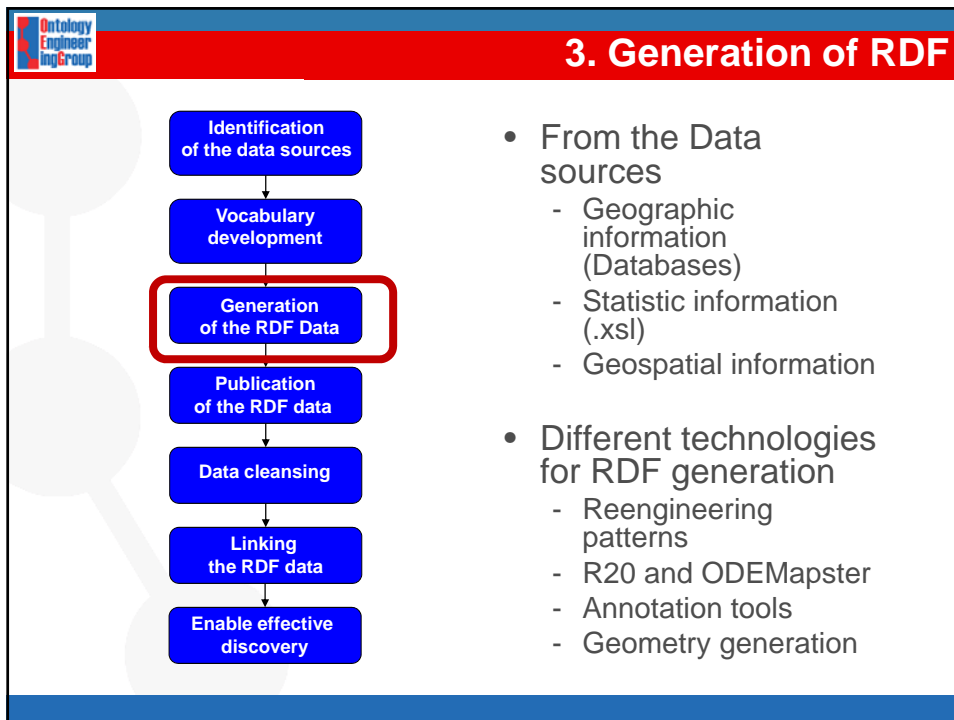 Ontology
Engineer
ingGroup
3. Generation of RDF
Identification
of the data sources
Vocabulary
development
Generation
of the RDF Data
Publication
of the RDF data
Data cleansing
Linking
the RDF data
Enable effective
discovery
• From the Data
sources
- Geographic
information
(Databases)
- Statistic information
(.xsl)
- Geospatial information
• Different technologies
for RDF generation
- Reengineering
patterns
- R20 and ODEMapster
- Annotation tools
- Geometry generation